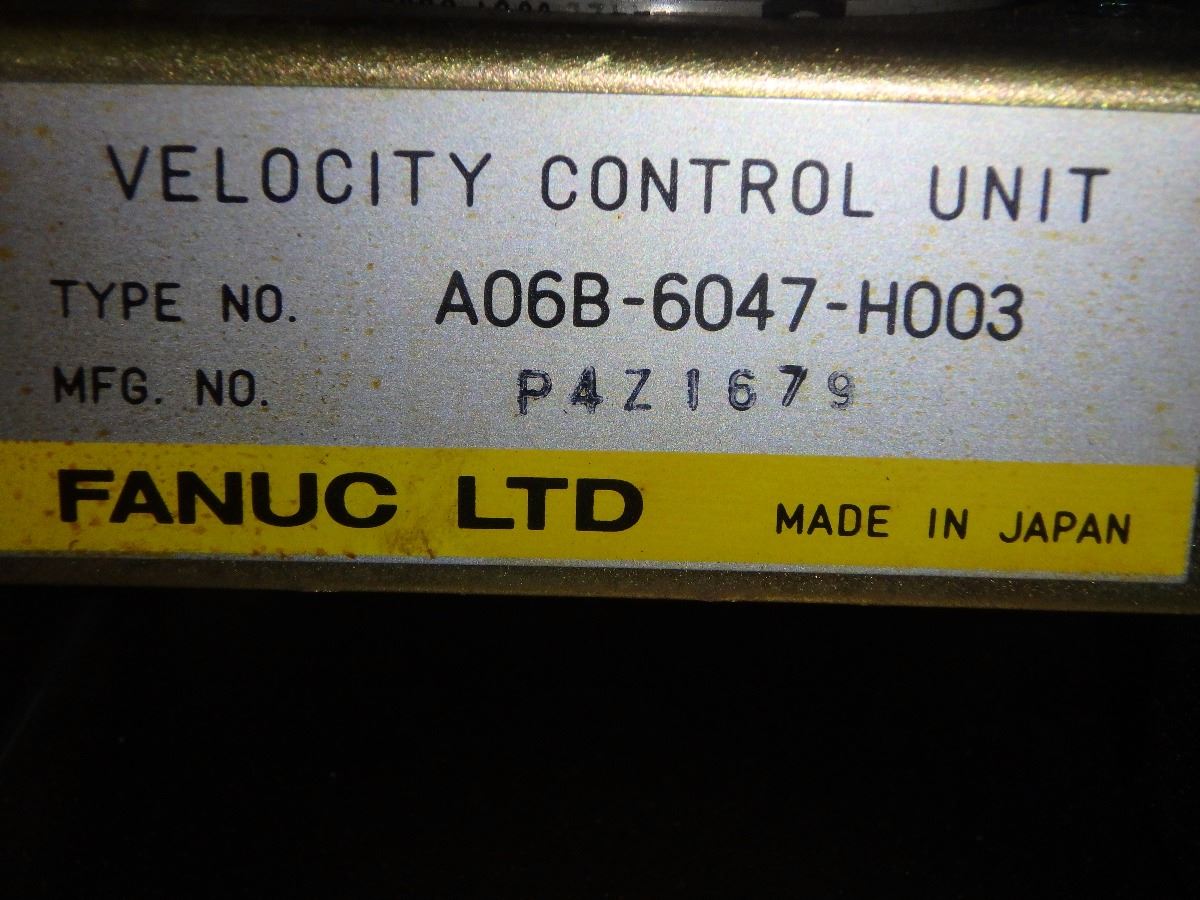 VELOCITY CONTROL UNIT
TYPE NO. A06B-6047-H003
MFG. NO. P4Z1679
FANUC LTD MADE IN JAPAN